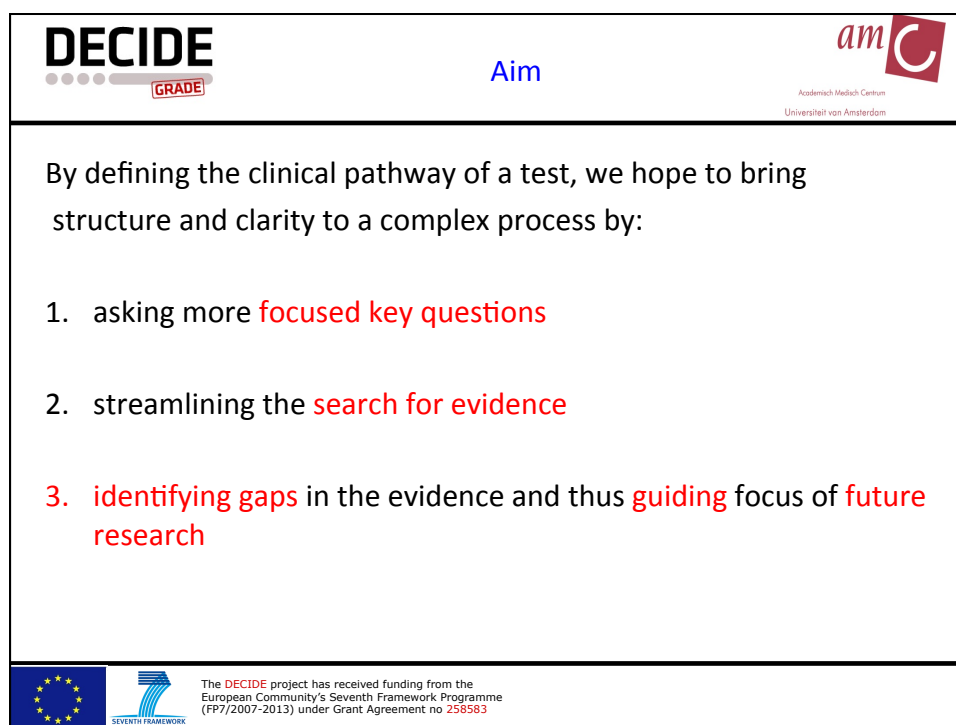 DECIDE
GRADE
Aim
amC
Academisch Medisch Centrum
Universiteit van Amsterdam
By defining the clinical pathway of a test, we hope to bring
structure and clarity to a complex process by:
1. asking more focused key questions
2. streamlining the search for evidence
3. identifying gaps in the evidence and thus guiding focus of future
research
7
SEVENTH FRAMEWORK
The DECIDE project has received funding from the
European Community's Seventh Framework Programme
(FP7/2007-2013) under Grant Agreement no 258583